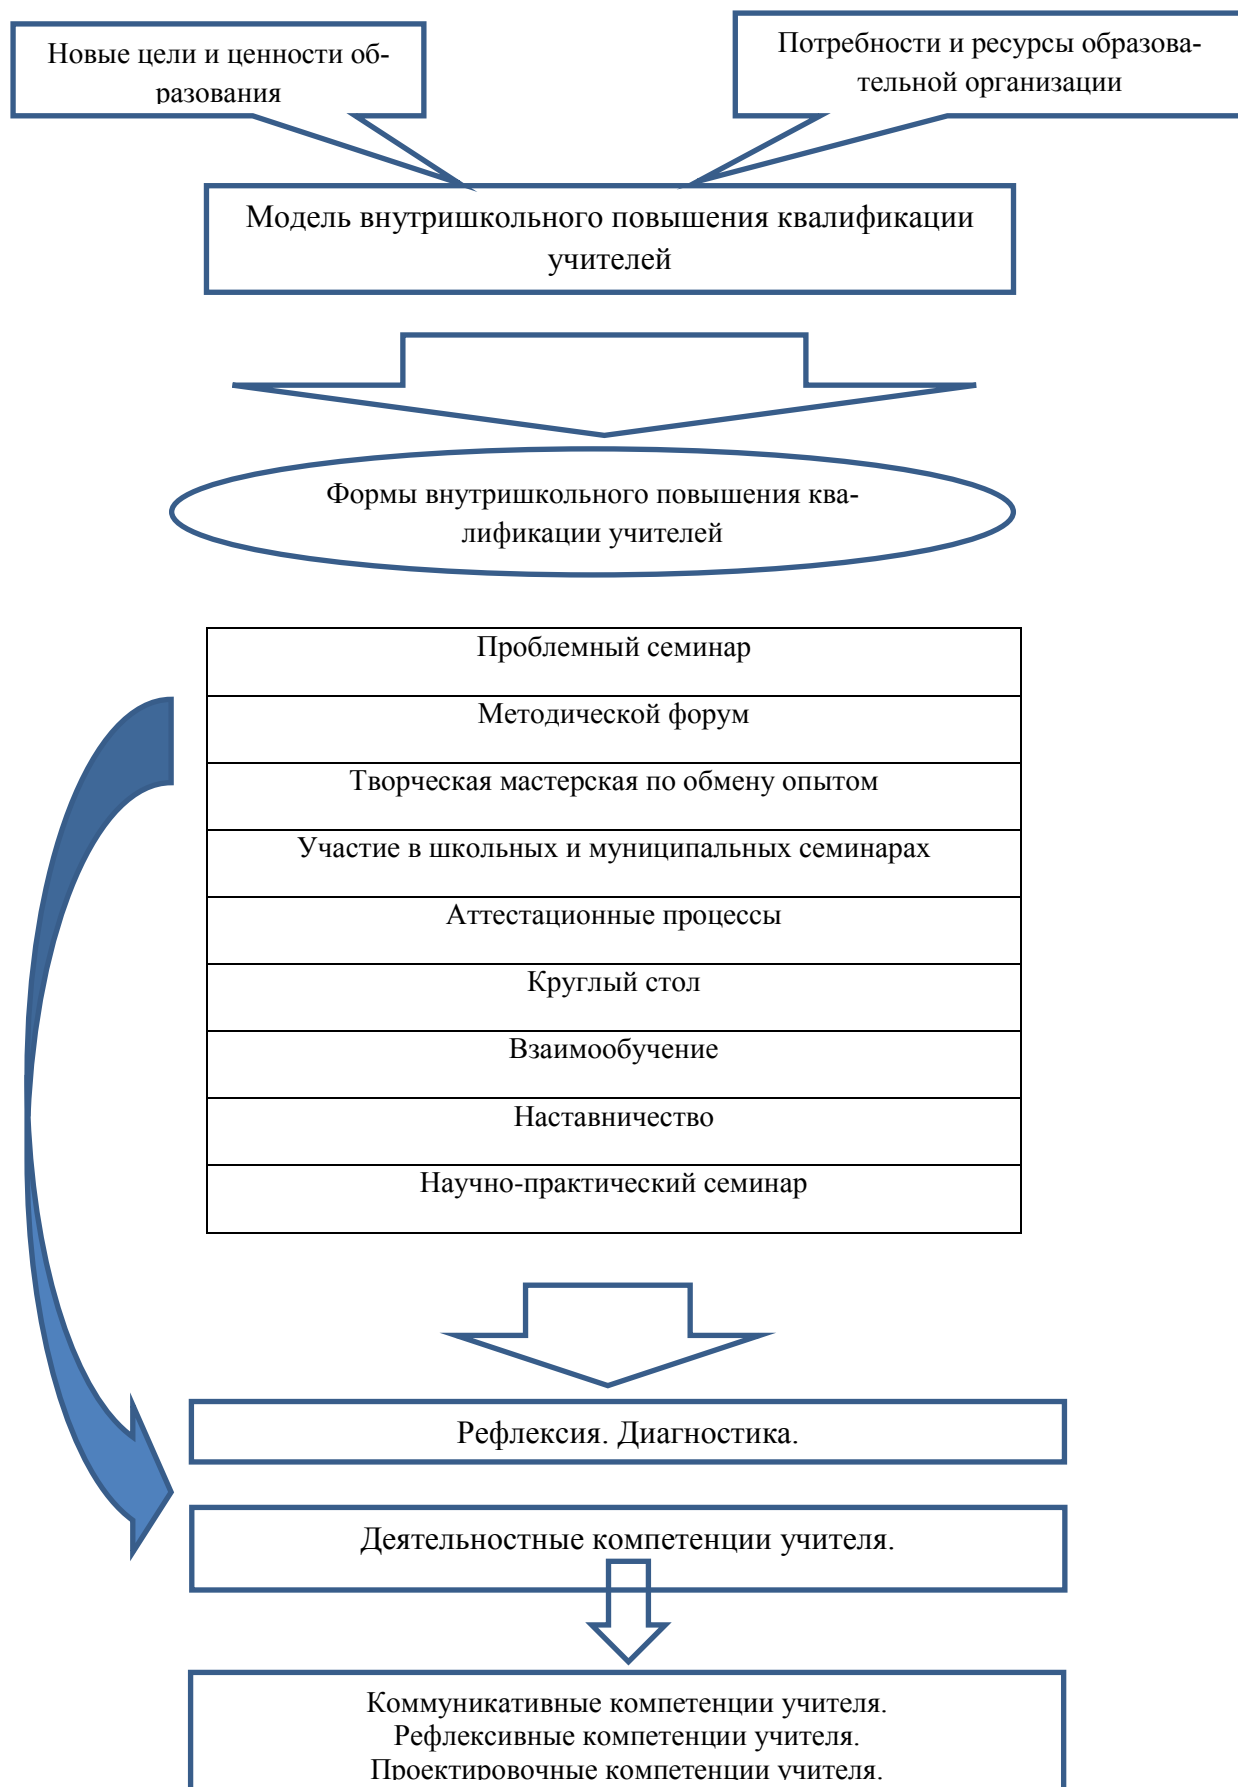 Новые цели и ценности об-
разования
Потребности и ресурсы образова-
тельной организации
Модель внутришкольного повышения квалификации
учителей
Формы внутришкольного повышения ква-
лификации учителей
Проблемный семинар
Методической форум
Творческая мастерская по обмену опытом
Участие в школьных и муниципальных семинарах
Аттестационные процессы
Круглый стол
Взаимообучение
Наставничество
Научно-практический семинар
Рефлексия. Диагностика.
Деятельностные компетенции учителя.
Коммуникативные компетенции учителя.
Рефлексивные компетенции учителя.
Проектировочные компетенции учителя.